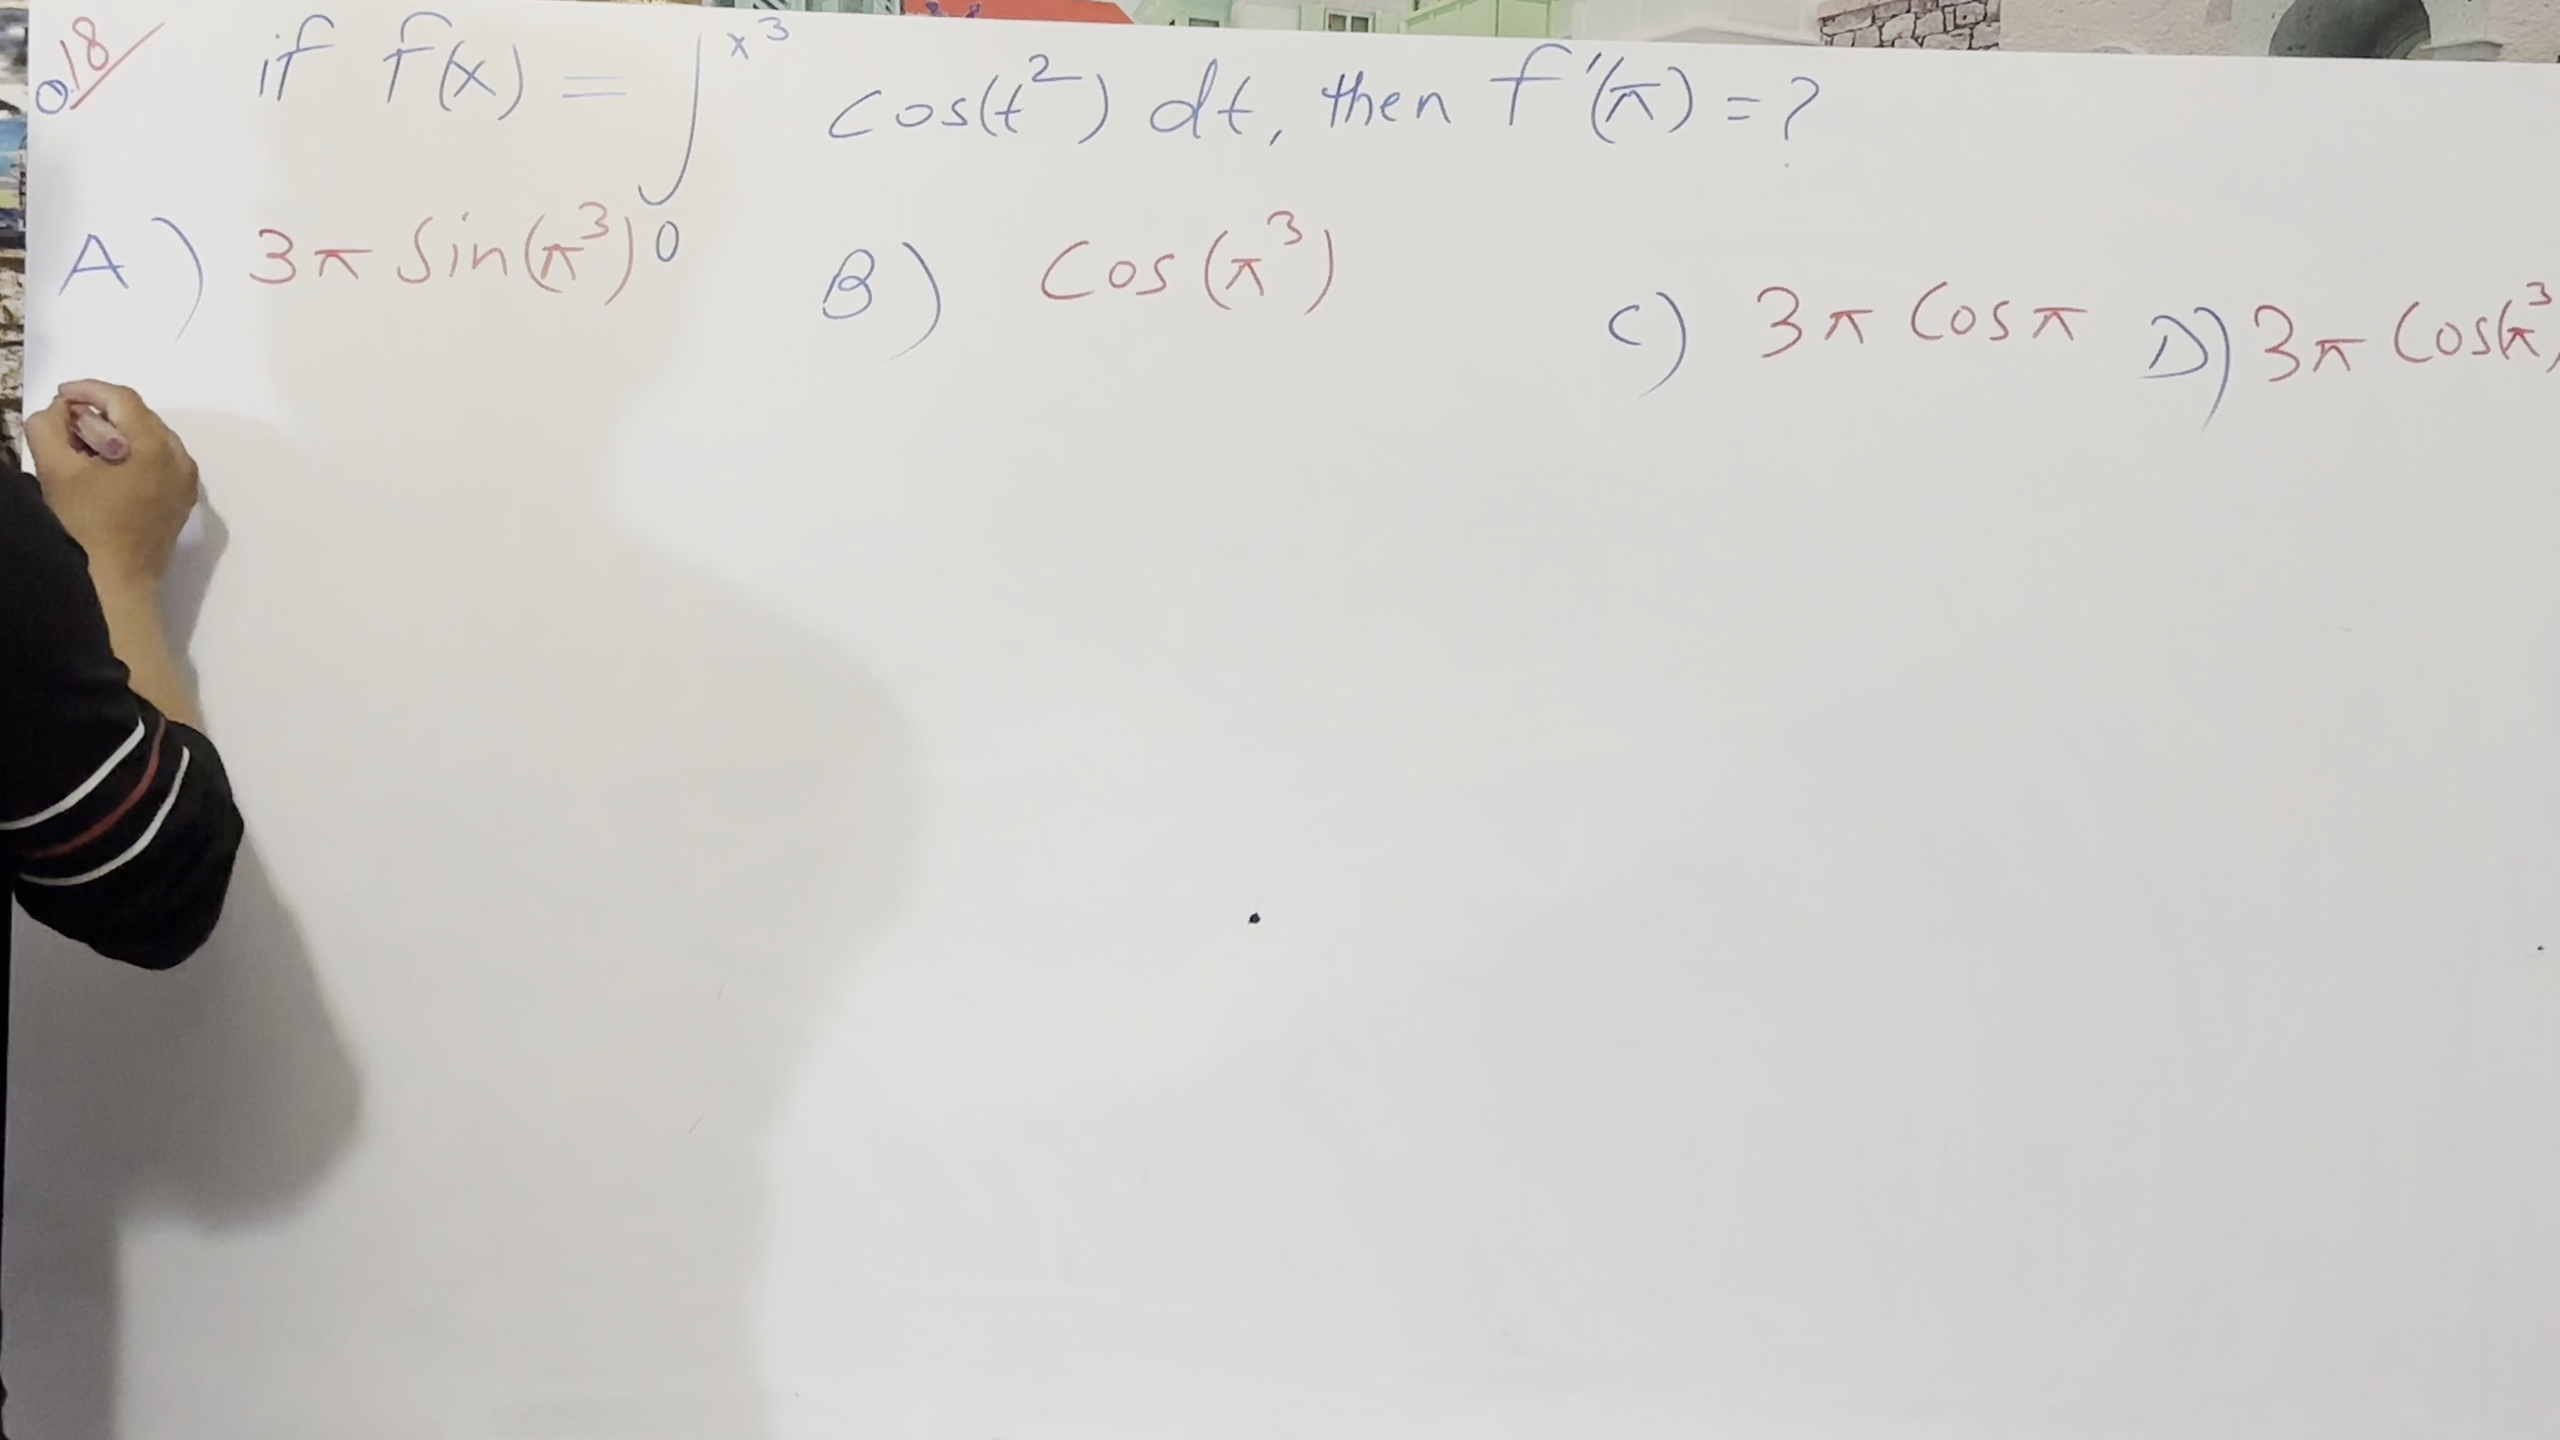 Q18/ if f(x) = ∫₀^x³ cos(t²) dt, then f'(π) = ?
A) 3π Sin(π³) B) Cos(π³) C) 3π Cos π D) 3π Cos(π³)